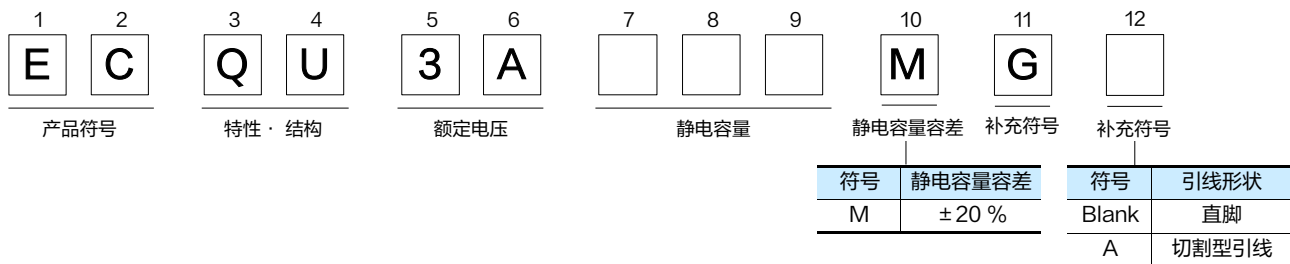 1 2 3 4 5 6 7 8 9 10 11 12
E C Q U 3 A M G
产品符号 特性・结构 额定电压 静电容量 静电容量容差 补充符号 补充符号
符号 静电容量容差 符号 引线形状
M ±20 % Blank 直脚
A 切割型引线